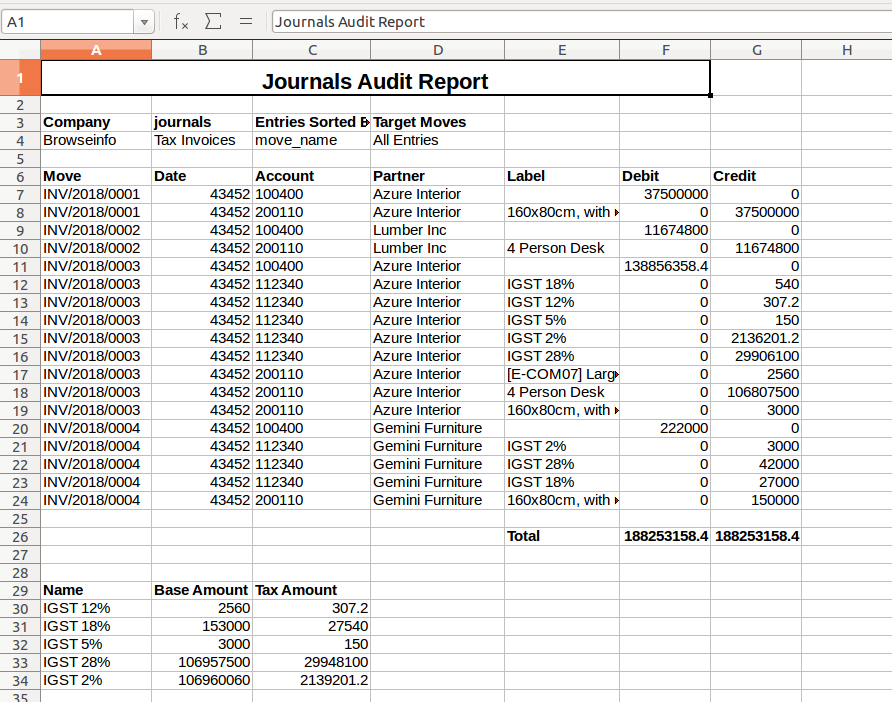 A1 fx Σ = Journals Audit Report
A B C D E F G H
1 Journals Audit Report
2
3 Company journals Entries Sorted B Target Moves
4 Browseinfo Tax Invoices move_name All Entries
5
6 Move Date Account Partner Label Debit Credit
7 INV/2018/0001 43452 100400 Azure Interior 37500000 0
8 INV/2018/0001 43452 200110 Azure Interior 160x80cm, with 0 37500000
9 INV/2018/0002 43452 100400 Lumber Inc 11674800 0
10 INV/2018/0002 43452 200110 Lumber Inc 4 Person Desk 0 11674800
11 INV/2018/0003 43452 100400 Azure Interior 138856358.4 0
12 INV/2018/0003 43452 112340 Azure Interior IGST 18% 0 540
13 INV/2018/0003 43452 112340 Azure Interior IGST 12% 0 307.2
14 INV/2018/0003 43452 112340 Azure Interior IGST 5% 0 150
15 INV/2018/0003 43452 112340 Azure Interior IGST 2% 0 2136201.2
16 INV/2018/0003 43452 112340 Azure Interior IGST 28% 0 29906100
17 INV/2018/0003 43452 200110 Azure Interior [E-COM07] Larg 0 2560
18 INV/2018/0003 43452 200110 Azure Interior 4 Person Desk 0 106807500
19 INV/2018/0003 43452 200110 Azure Interior 160x80cm, with 0 3000
20 INV/2018/0004 43452 100400 Gemini Furniture 222000 0
21 INV/2018/0004 43452 112340 Gemini Furniture IGST 2% 0 3000
22 INV/2018/0004 43452 112340 Gemini Furniture IGST 28% 0 42000
23 INV/2018/0004 43452 112340 Gemini Furniture IGST 18% 0 27000
24 INV/2018/0004 43452 200110 Gemini Furniture 160x80cm, with 0 150000
25
26 Total 188253158.4 188253158.4
27
28
29 Name Base Amount Tax Amount
30 IGST 12% 2560 307.2
31 IGST 18% 153000 27540
32 IGST 5% 3000 150
33 IGST 28% 106957500 29948100
34 IGST 2% 106960060 2139201.2
35